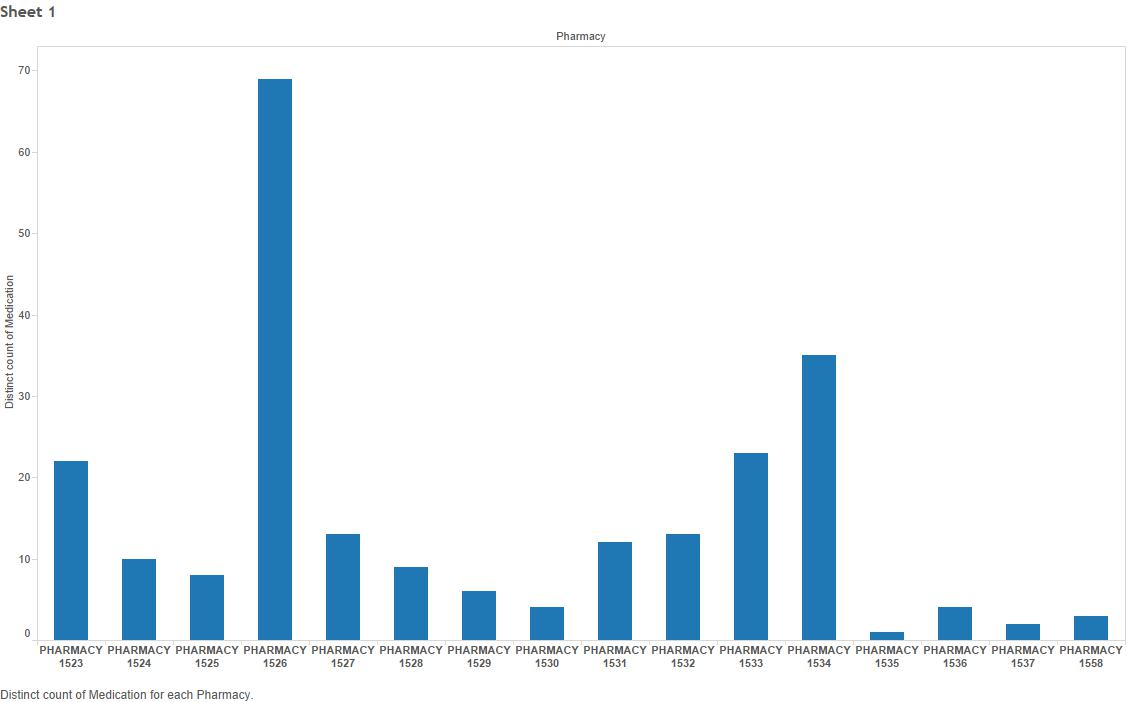 Sheet 1
Pharmacy
70
60
50
40
30
20
10
0
Distinct count of Medication
PHARMACY 1523
PHARMACY 1524
PHARMACY 1525
PHARMACY 1526
PHARMACY 1527
PHARMACY 1528
PHARMACY 1529
PHARMACY 1530
PHARMACY 1531
PHARMACY 1532
PHARMACY 1533
PHARMACY 1534
PHARMACY 1535
PHARMACY 1536
PHARMACY 1537
PHARMACY 1558
Distinct count of Medication for each Pharmacy.